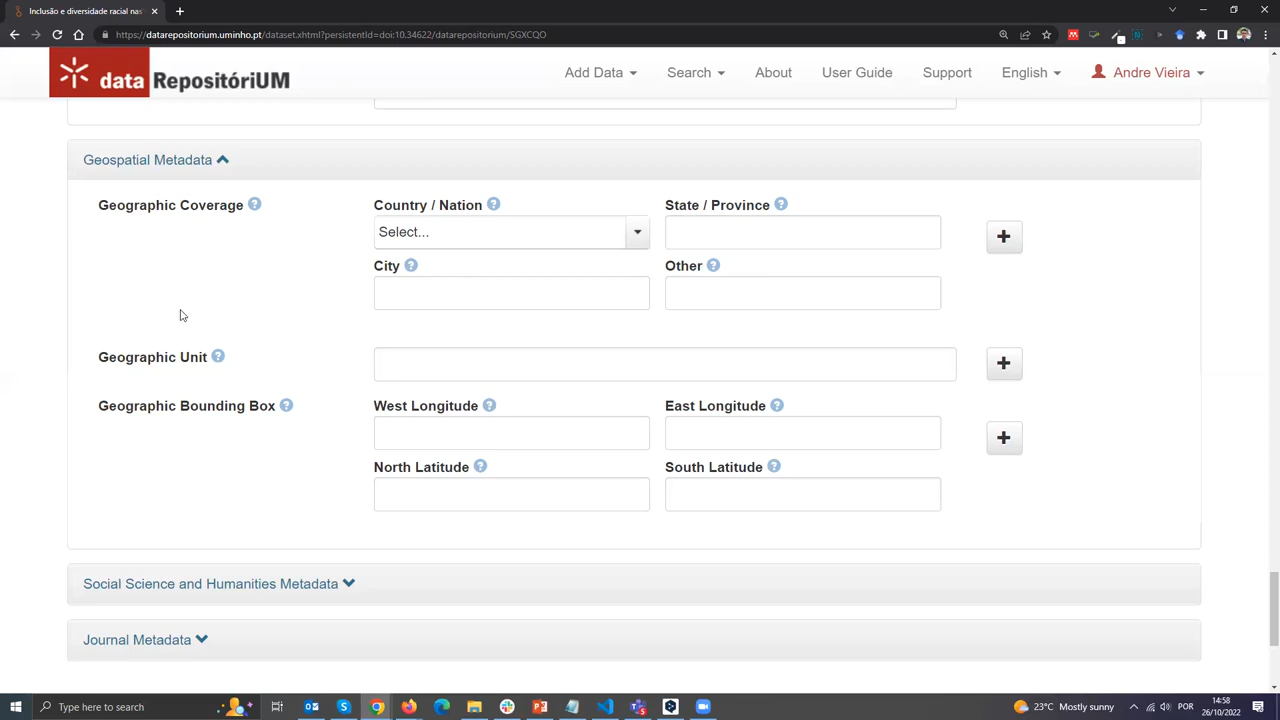 Inclusão e diversidade racial na
https://datarepositorium.uminho.pt/dataset.xhtml?persistentId=doi:10.34622/datarepositorium/SGXCQO
data RepositóriUM
Add Data
Search
About
User Guide
Support
English
Andre Vieira
Geospatial Metadata
Geographic Coverage
Country / Nation
State / Province
Select...
City
Other
Geographic Unit
Geographic Bounding Box
West Longitude
East Longitude
North Latitude
South Latitude
Social Science and Humanities Metadata
Journal Metadata
Type here to search
23°C Mostly sunny
POR
14:58
26/10/2022